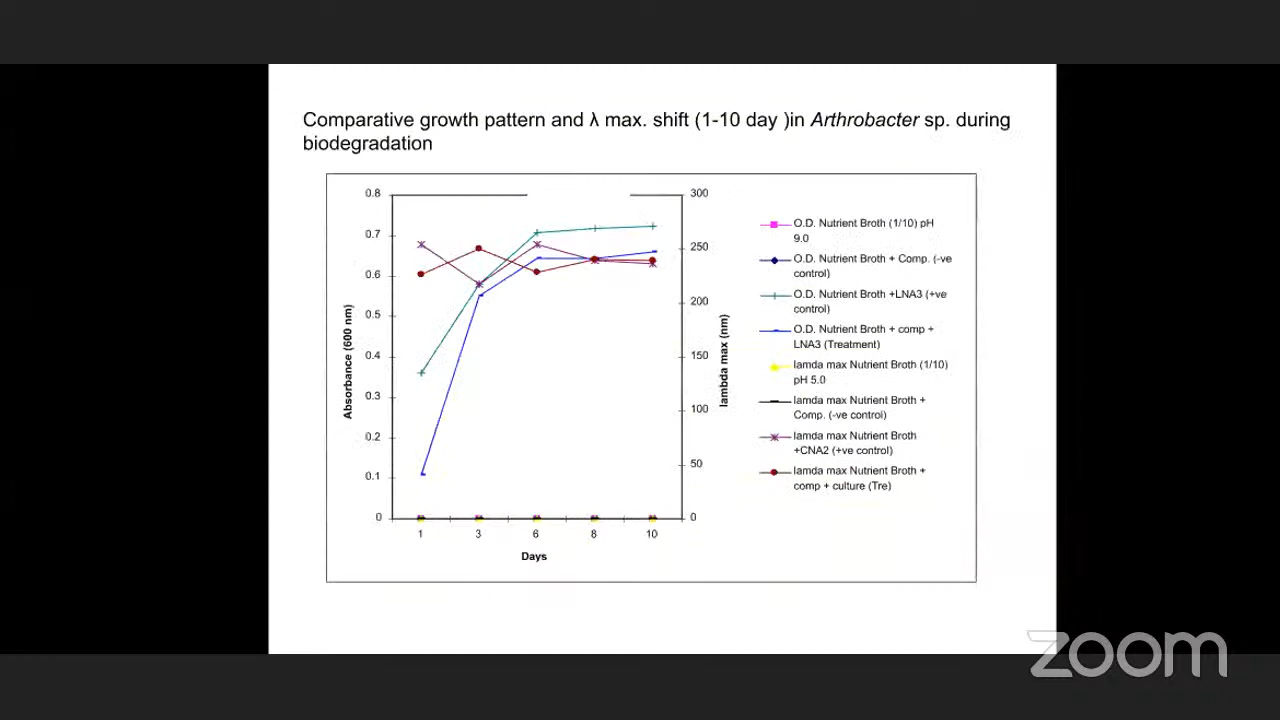 Comparative growth pattern and λ max. shift (1-10 day )in Arthrobacter sp. during
biodegradation
0.8
0.7
0.6
0.5
0.4
0.3
0.2
0.1
0
Absorbance (600 nm)
300
250
200
150
100
50
0
lambda max (nm)
1 3 6 8 10
Days
O.D. Nutrient Broth (1/10) pH
9.0
O.D. Nutrient Broth + Comp. (-ve
control)
O.D. Nutrient Broth +LNA3 (+ve
control)
O.D. Nutrient Broth + comp +
LNA3 (Treatment)
lamda max Nutrient Broth (1/10)
pH 5.0
lamda max Nutrient Broth +
Comp. (-ve control)
lamda max Nutrient Broth
+CNA2 (+ve control)
lamda max Nutrient Broth +
comp + culture (Tre)
zoom